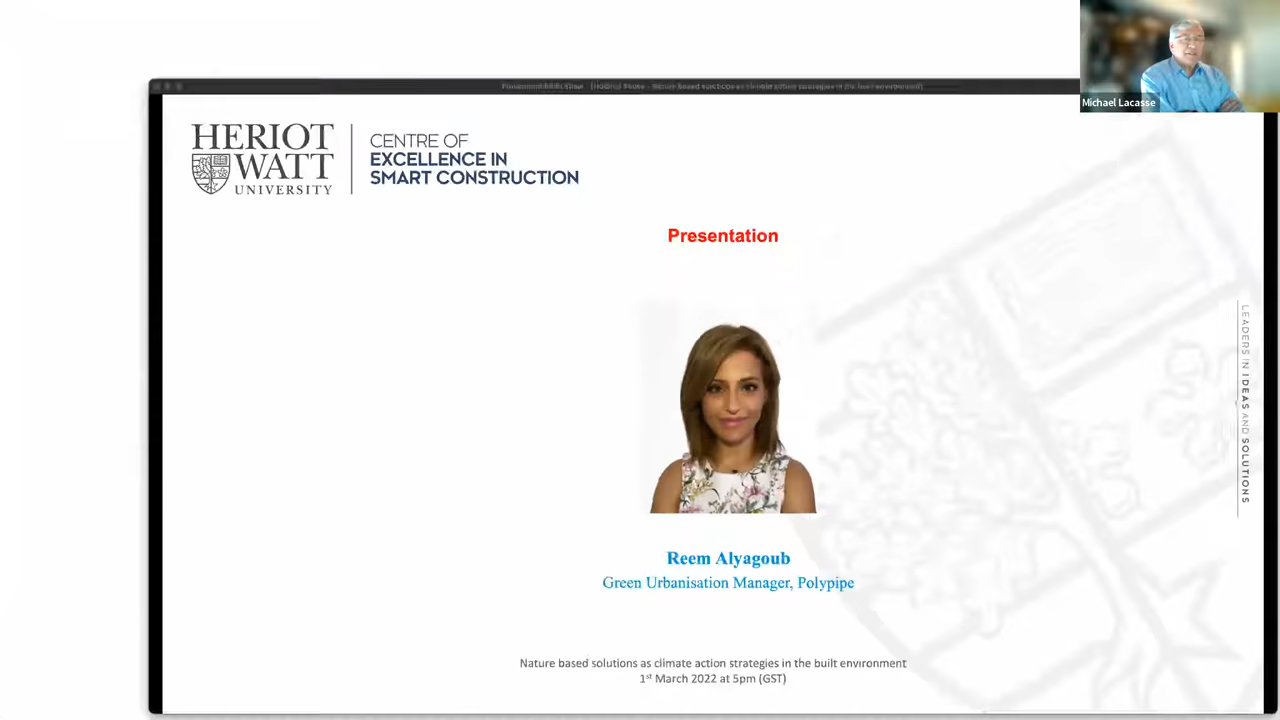 Michael Lacasse
HERIOT
WATT
UNIVERSITY
CENTRE OF
EXCELLENCE IN
SMART CONSTRUCTION
Presentation
LEADERS IN IDEAS AND SOLUTIONS
Reem Alyagoub
Green Urbanisation Manager, Polypipe
Nature based solutions as climate action strategies in the built environment
1st March 2022 at 5pm (GST)